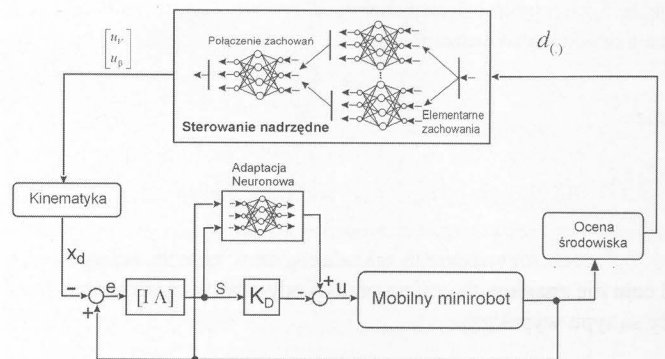 [u_v
u_β]
Połączenie zachowań
d_(.)
Elementarne
zachowania
Sterowanie nadrzędne
Adaptacja
Neuronowa
Kinematyka
Ocena
środowiska
x_d
- e [I Λ] s K_D - + u Mobilny minirobot
+